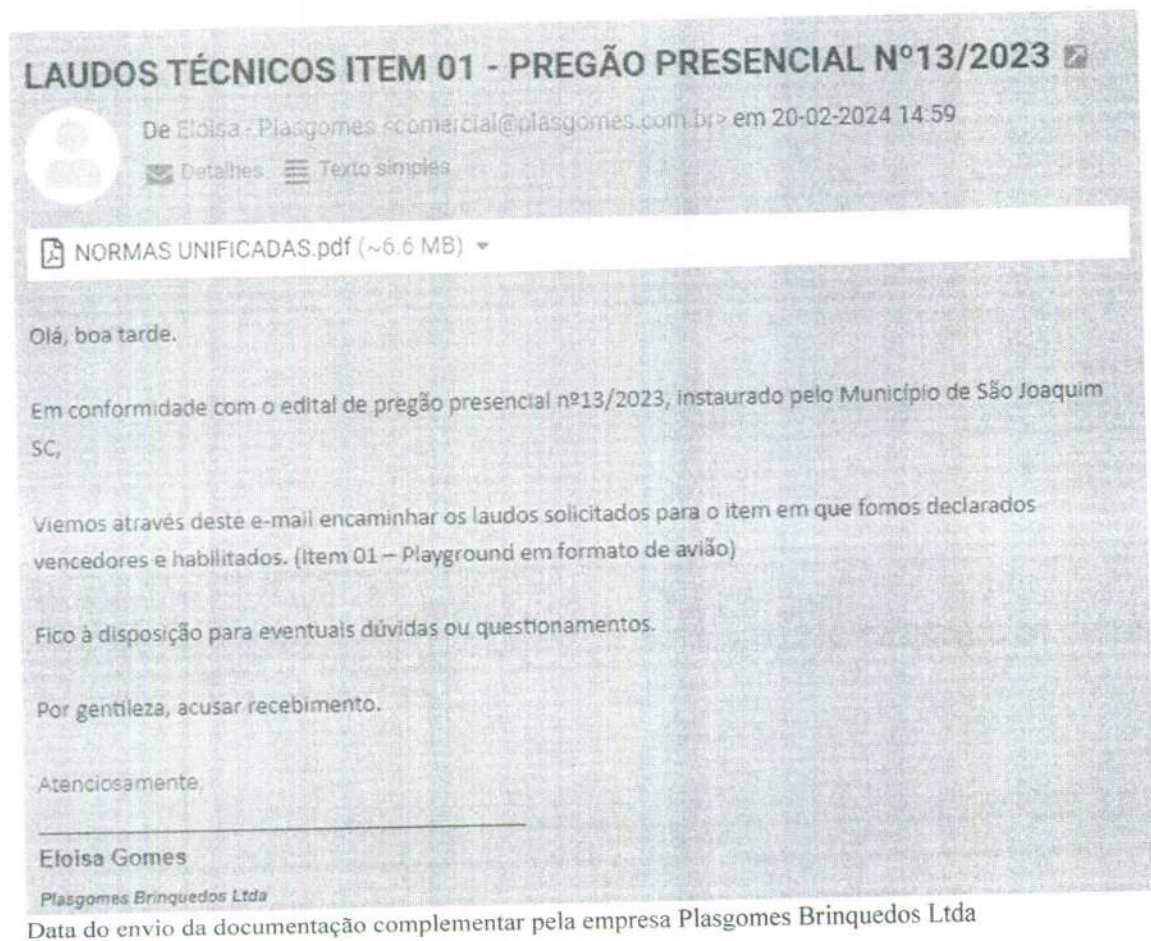 LAUDOS TÉCNICOS ITEM 01 - PREGÃO PRESENCIAL Nº13/2023
De Eloisa - Plasgomes <comercial@plasgomes.com.br> em 20-02-2024 14:59
Detalhes Texto simples
NORMAS UNIFICADAS.pdf (~6.6 MB)
Olá, boa tarde.
Em conformidade com o edital de pregão presencial nº13/2023, instaurado pelo Município de São Joaquim
SC,
Viemos através deste e-mail encaminhar os laudos solicitados para o item em que fomos declarados
vencedores e habilitados. (Item 01 – Playground em formato de avião)
Fico à disposição para eventuais dúvidas ou questionamentos.
Por gentileza, acusar recebimento.
Atenciosamente,
Eloisa Gomes
Plasgomes Brinquedos Ltda
Data do envio da documentação complementar pela empresa Plasgomes Brinquedos Ltda